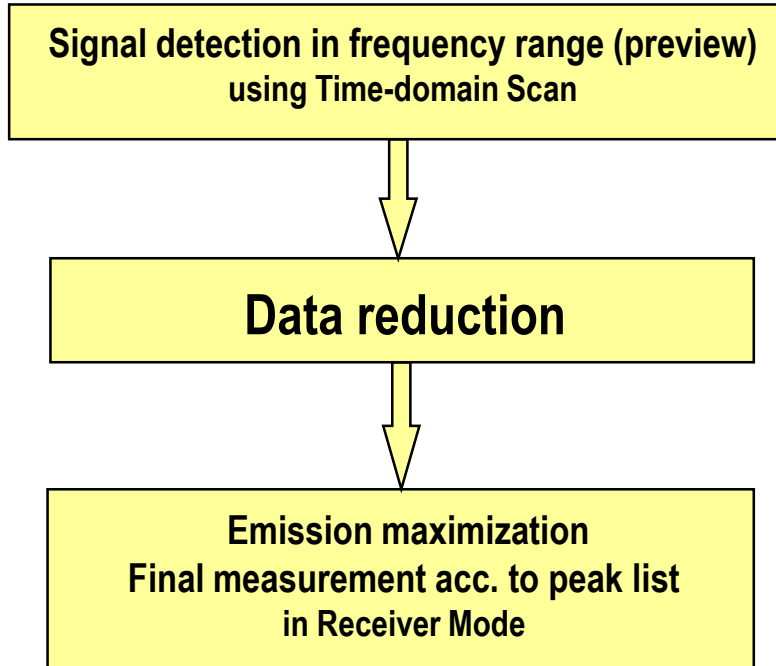 Signal detection in frequency range (preview)
using Time-domain Scan
Data reduction
Emission maximization
Final measurement acc. to peak list
in Receiver Mode